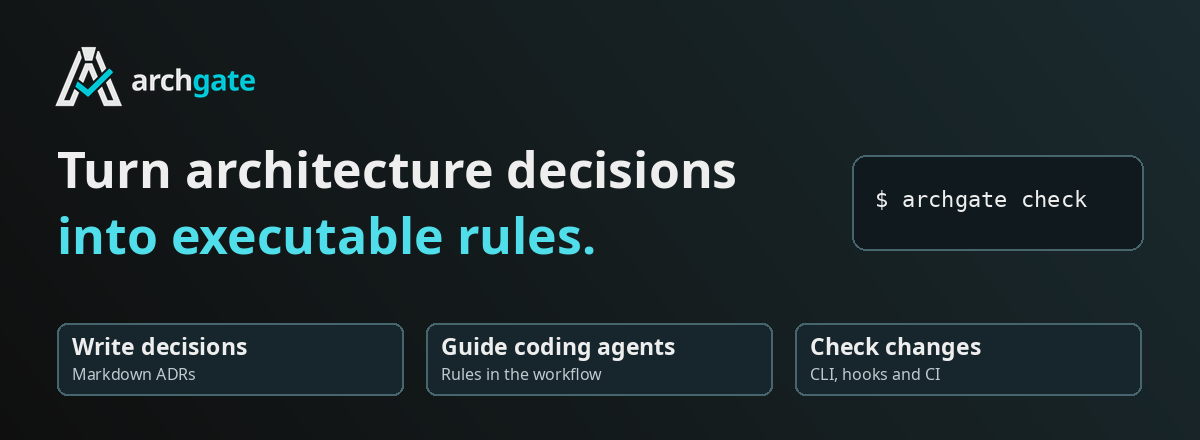 archgate
Turn architecture decisions
into executable rules.
$ archgate check
Write decisions
Markdown ADRs
Guide coding agents
Rules in the workflow
Check changes
CLI, hooks and CI